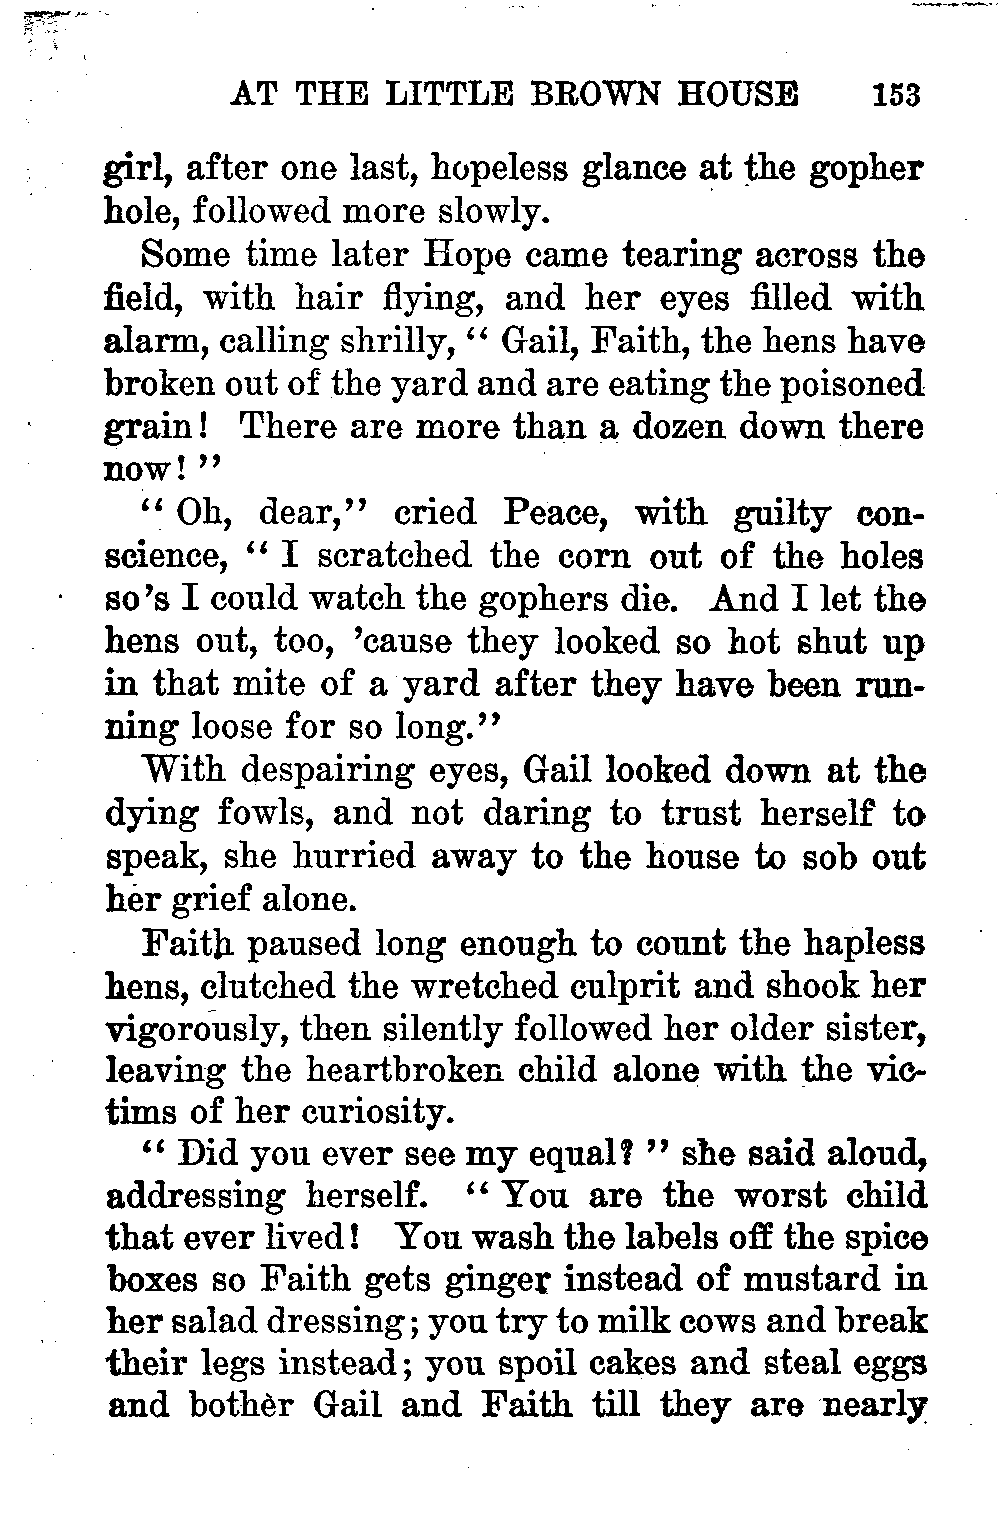 AT THE LITTLE BROWN HOUSE 153
girl, after one last, hopeless glance at the gopher
hole, followed more slowly.
Some time later Hope came tearing across the
field, with hair flying, and her eyes filled with
alarm, calling shrilly, “ Gail, Faith, the hens have
broken out of the yard and are eating the poisoned
grain! There are more than a dozen down there
now! ”
“ Oh, dear,” cried Peace, with guilty con-
science, “ I scratched the corn out of the holes
so’s I could watch the gophers die. And I let the
hens out, too, ’cause they looked so hot shut up
in that mite of a yard after they have been run-
ning loose for so long.”
With despairing eyes, Gail looked down at the
dying fowls, and not daring to trust herself to
speak, she hurried away to the house to sob out
her grief alone.
Faith paused long enough to count the hapless
hens, clutched the wretched culprit and shook her
vigorously, then silently followed her older sister,
leaving the heartbroken child alone with the vic-
tims of her curiosity.
“ Did you ever see my equal? ” she said aloud,
addressing herself. “ You are the worst child
that ever lived! You wash the labels off the spice
boxes so Faith gets ginger instead of mustard in
her salad dressing; you try to milk cows and break
their legs instead; you spoil cakes and steal eggs
and bother Gail and Faith till they are nearly